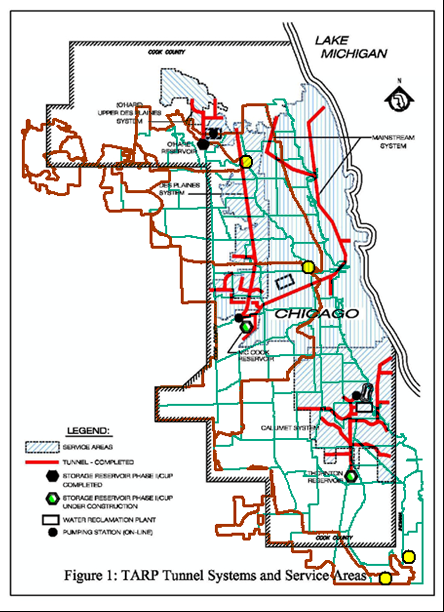 LAKE
MICHIGAN
COOK COUNTY
N
(O'HARE)
UPPER DES PLAINES
SYSTEM
O'HARE
RESERVOIR
MAINSTREAM
SYSTEM
DES PLAINES
SYSTEM
CHICAGO
COOK
RESERVOIR
CALUMET SYSTEM
THORNTON
RESERVOIR
LEGEND:
SERVICE AREAS
TUNNEL - COMPLETED
STORAGE RESERVOIR PHASE I/CUP
COMPLETED
STORAGE RESERVOIR PHASE I/CUP
UNDER CONSTRUCTION
WATER RECLAMATION PLANT
PUMPING STATION (ON-LINE)
INDIANA
COOK COUNTY
Figure 1: TARP Tunnel Systems and Service Areas